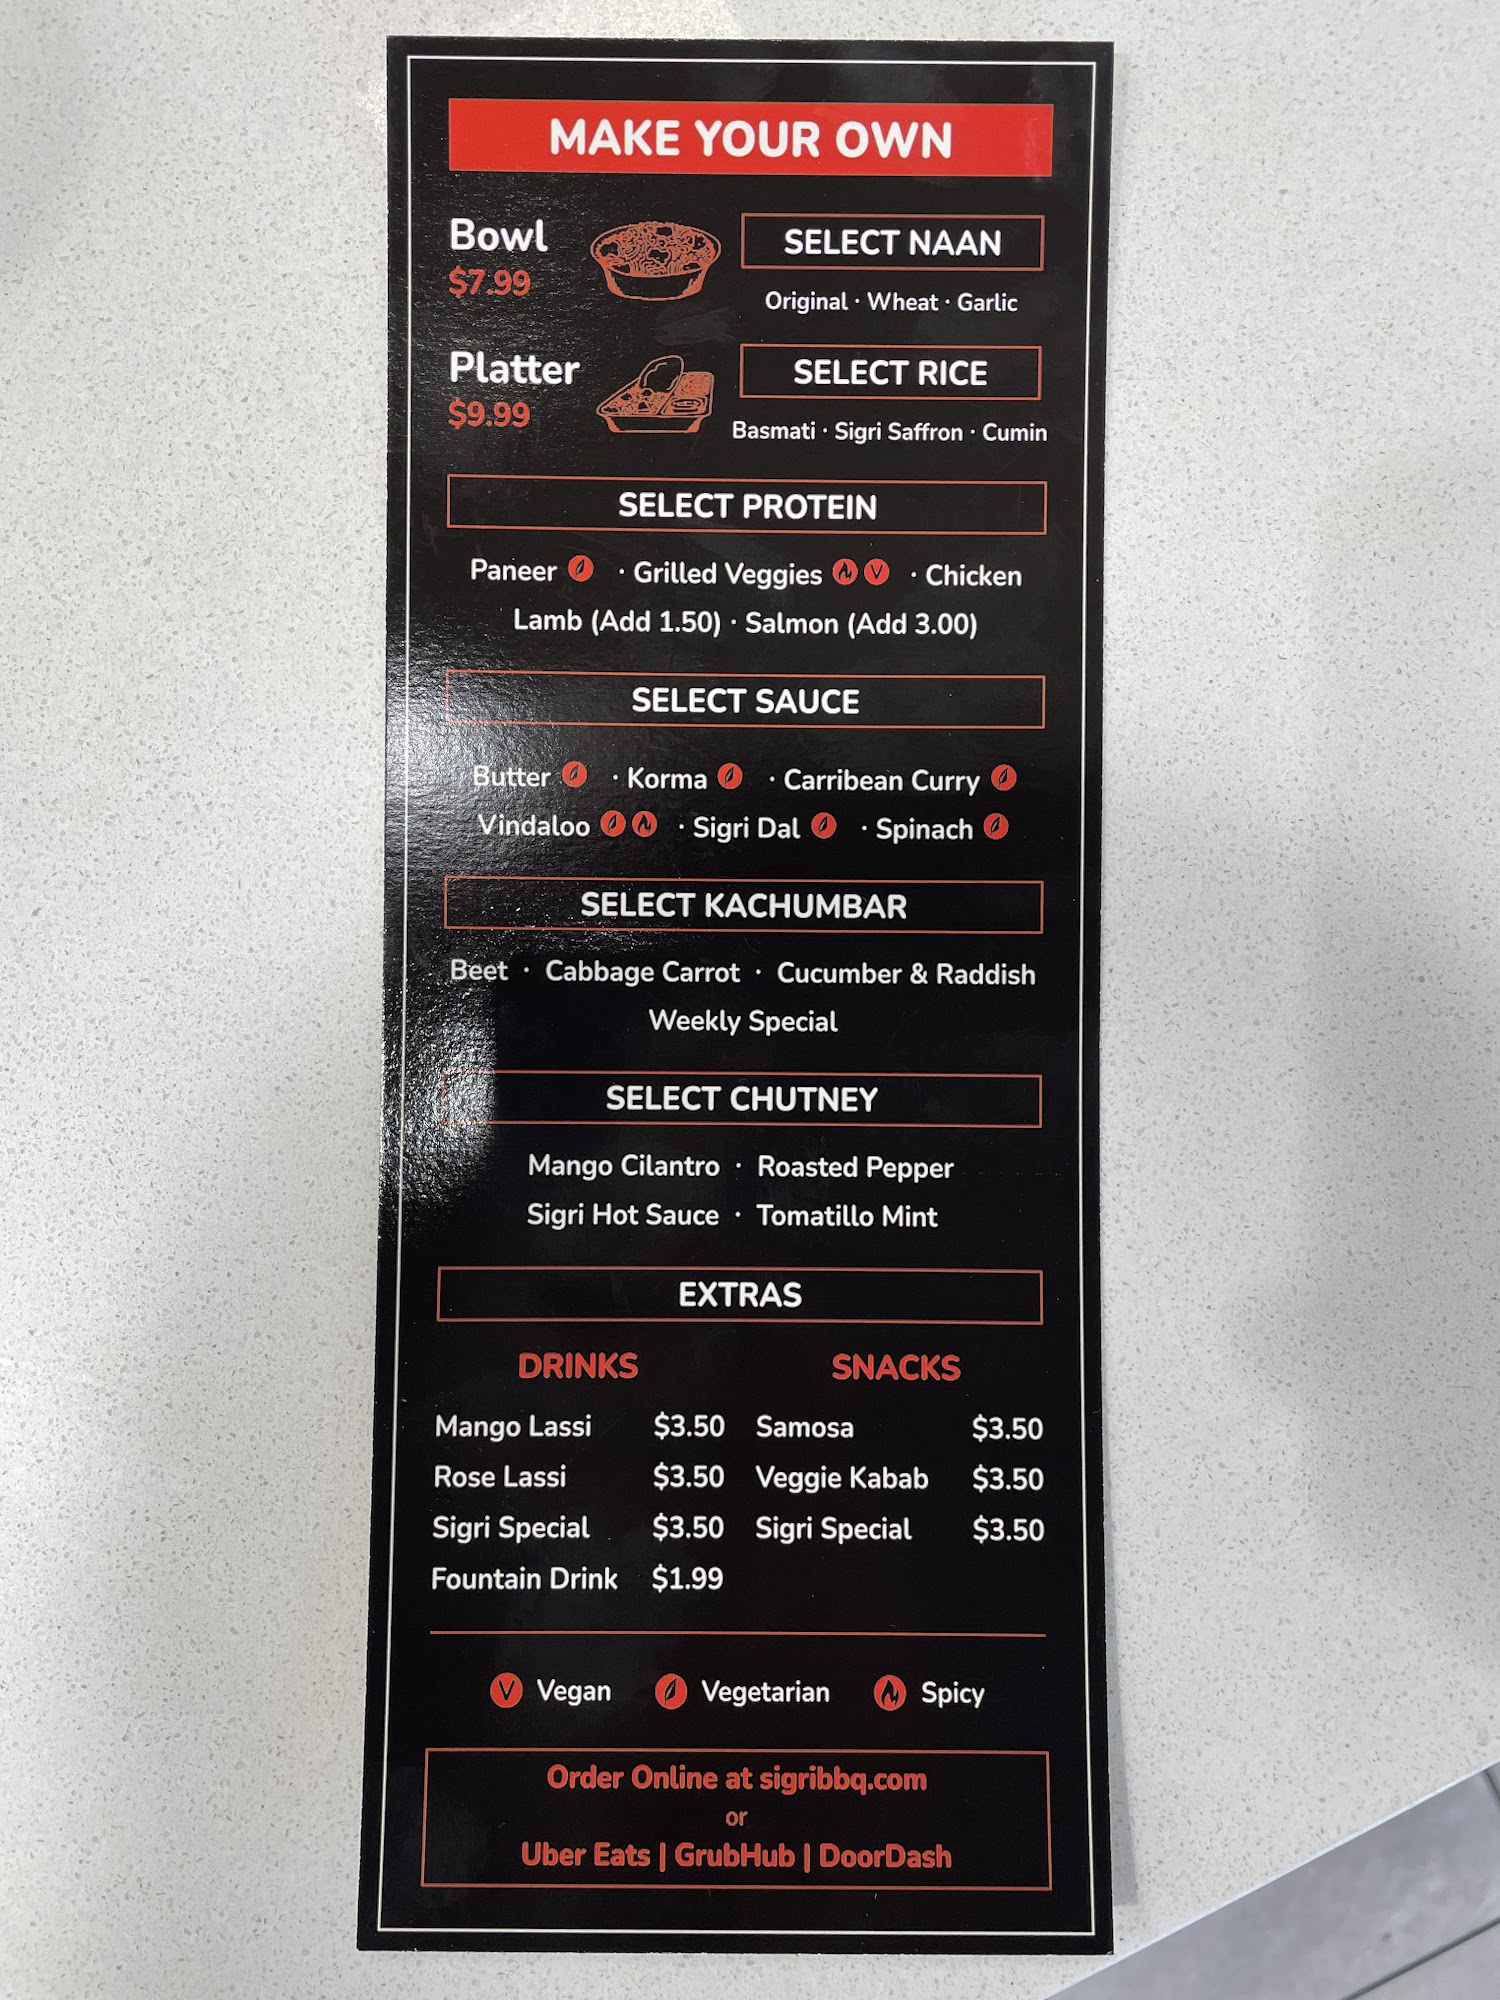 MAKE YOUR OWN
Bowl
$7.99
SELECT NAAN
Original · Wheat · Garlic
Platter
$9.99
SELECT RICE
Basmati · Sigri Saffron · Cumin
SELECT PROTEIN
Paneer · Grilled Veggies V · Chicken
Lamb (Add 1.50) · Salmon (Add 3.00)
SELECT SAUCE
Butter · Korma · Carribean Curry
Vindaloo · Sigri Dal · Spinach
SELECT KACHUMBAR
Beet · Cabbage Carrot · Cucumber & Raddish
Weekly Special
SELECT CHUTNEY
Mango Cilantro · Roasted Pepper
Sigri Hot Sauce · Tomatillo Mint
EXTRAS
DRINKS
Mango Lassi $3.50
Rose Lassi $3.50
Sigri Special $3.50
Fountain Drink $1.99
SNACKS
Samosa $3.50
Veggie Kabab $3.50
Sigri Special $3.50
V Vegan Vegetarian Spicy
Order Online at sigribbq.com
or
Uber Eats | GrubHub | DoorDash